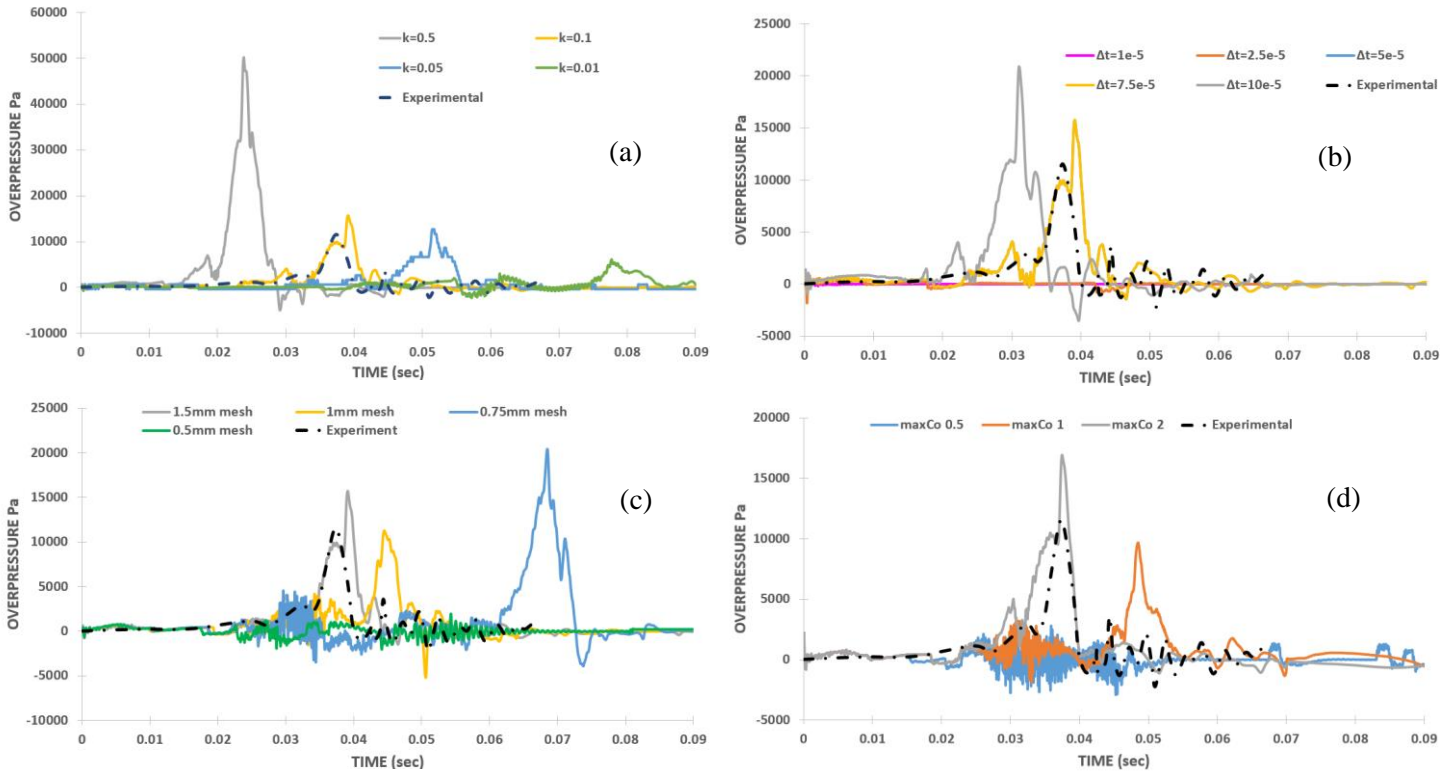 60000
50000
40000
30000
20000
10000
0
-10000
OVERPRESSURE Pa
k=0.5 k=0.1
k=0.05 k=0.01
Experimental
(a)
0 0.01 0.02 0.03 0.04 0.05 0.06 0.07 0.08 0.09
TIME (sec)
25000
20000
15000
10000
5000
0
-5000
OVERPRESSURE Pa
Δt=1e-5 Δt=2.5e-5 Δt=5e-5
Δt=7.5e-5 Δt=10e-5 Experimental
(b)
0 0.01 0.02 0.03 0.04 0.05 0.06 0.07 0.08 0.09
TIME (sec)
25000
20000
15000
10000
5000
0
-5000
-10000
OVERPRESSURE Pa
1.5mm mesh 1mm mesh 0.75mm mesh
0.5mm mesh Experiment
(c)
0 0.01 0.02 0.03 0.04 0.05 0.06 0.07 0.08 0.09
TIME (sec)
20000
15000
10000
5000
0
-5000
OVERPRESSURE Pa
maxCo 0.5 maxCo 1 maxCo 2 Experimental
(d)
0 0.01 0.02 0.03 0.04 0.05 0.06 0.07 0.08 0.09
TIME (sec)